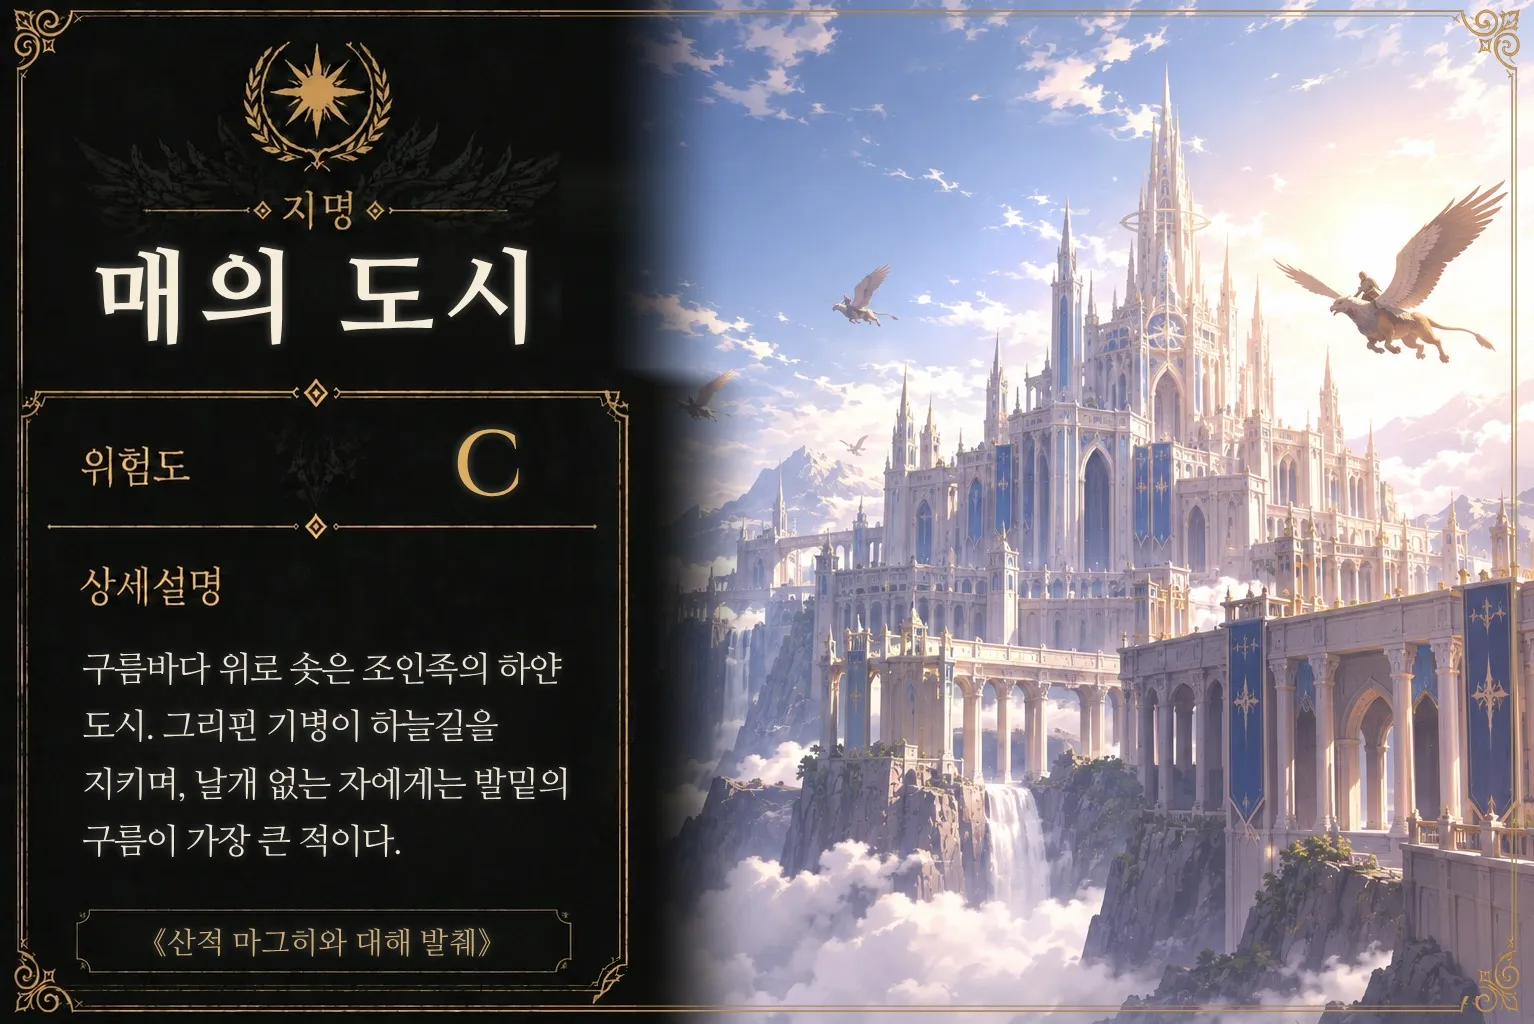 지명
매의 도시
위험도
C
상세설명
구름바다 위로 솟은 조인족의 하얀
도시. 그리핀 기병이 하늘길을
지키며, 날개 없는 자에게는 발밑의
구름이 가장 큰 적이다.
《산적 마그히와 대해 발췌》